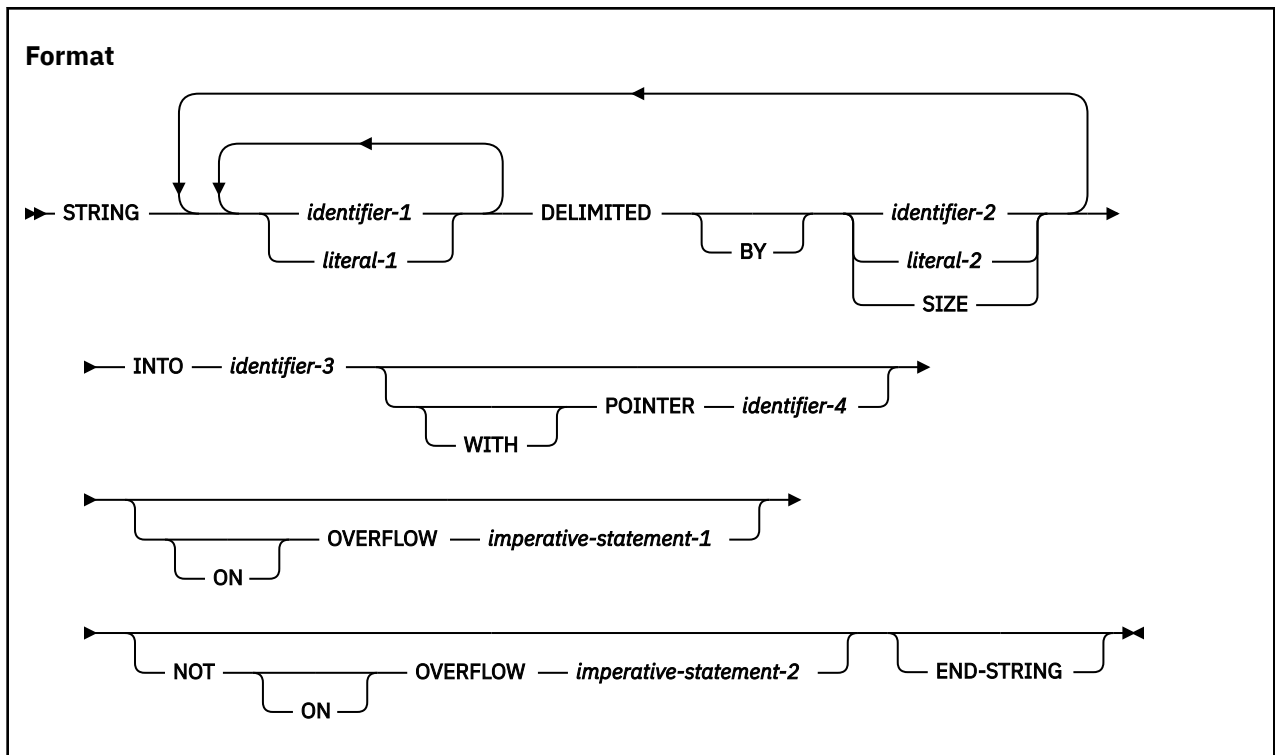 Format
STRING identifier-1 DELIMITED identifier-2
literal-1 BY literal-2
SIZE
INTO identifier-3
POINTER identifier-4
WITH
OVERFLOW imperative-statement-1
ON
NOT OVERFLOW imperative-statement-2 END-STRING
ON